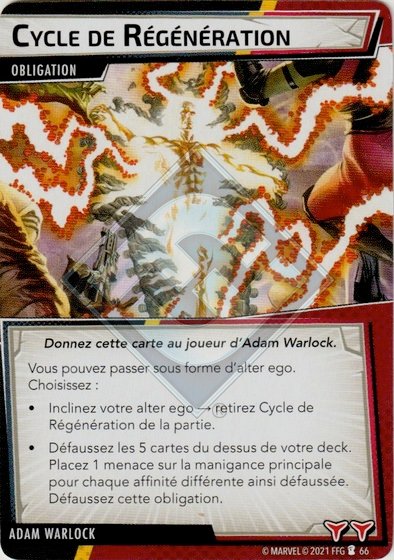 Cycle de Régénération
OBLIGATION
Donnez cette carte au joueur d'Adam Warlock.
Vous pouvez passer sous forme d'alter ego.
Choisissez :
• Inclinez votre alter ego → retirez Cycle de
Régénération de la partie.
• Défaussez les 5 cartes du dessus de votre deck.
Placez 1 menace sur la manigance principale
pour chaque affinité différente ainsi défaussée.
Défaussez cette obligation.
ADAM WARLOCK
© MARVEL © 2021 FFG 66